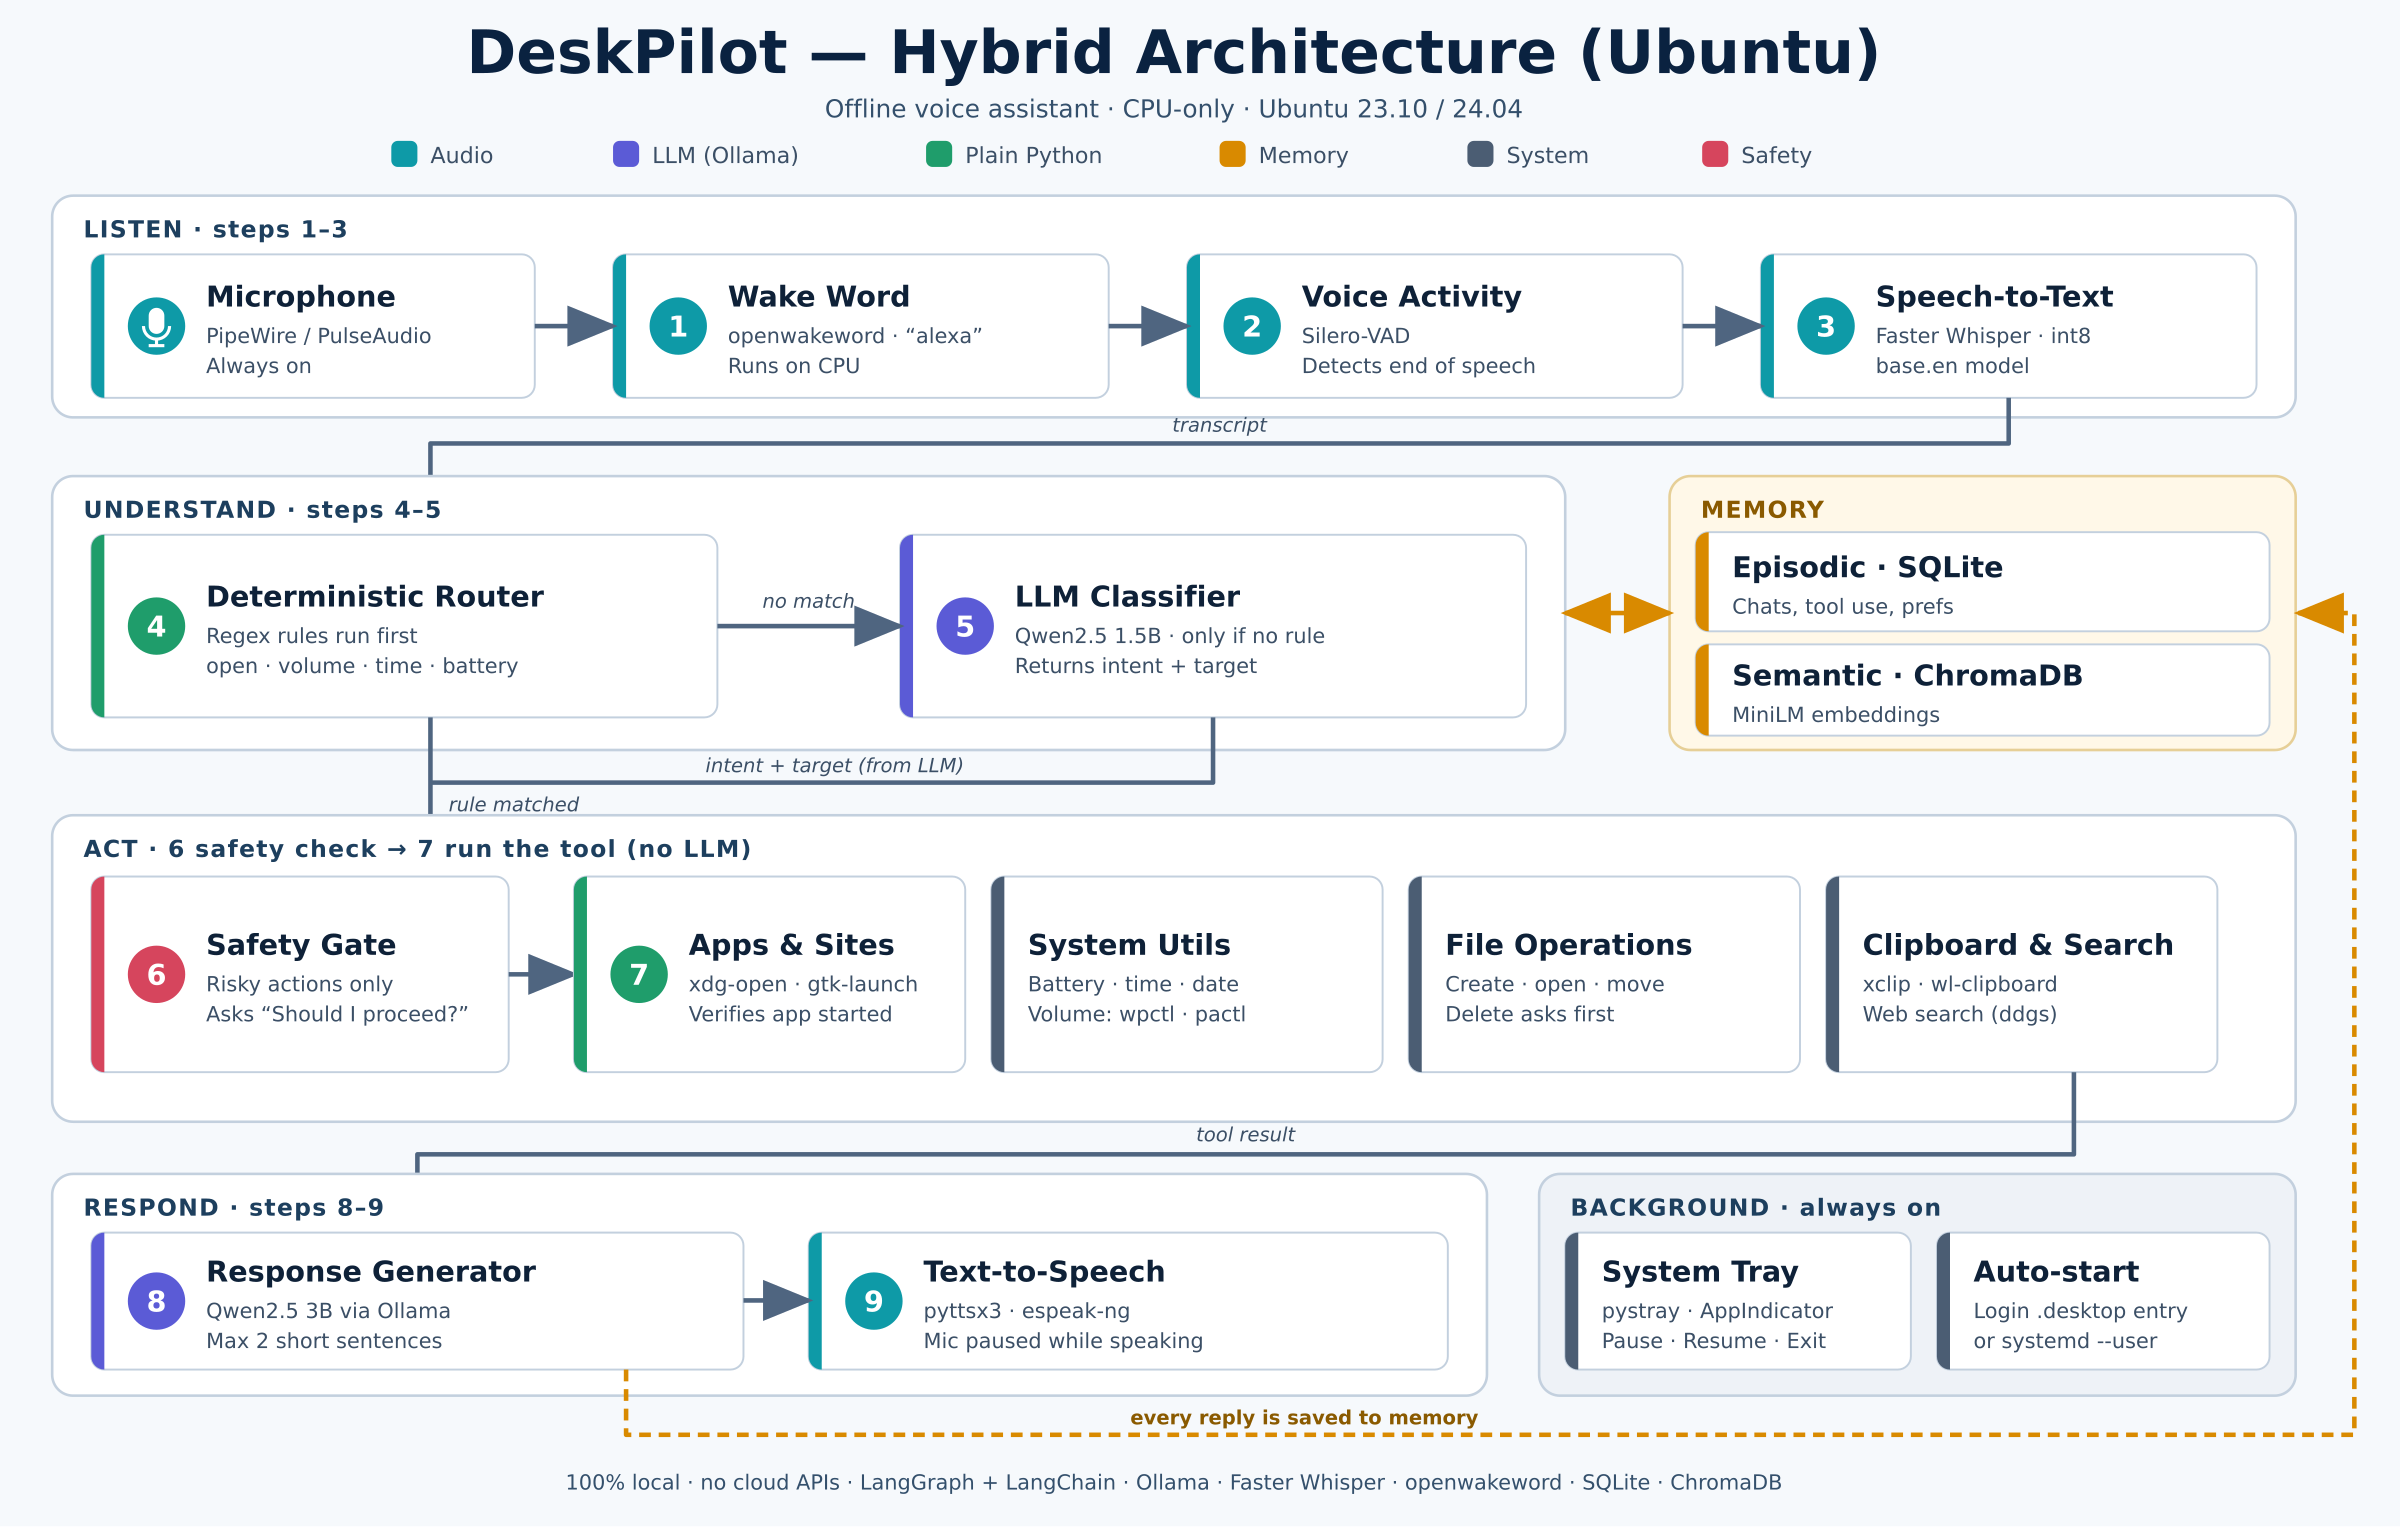 DeskPilot — Hybrid Architecture (Ubuntu)
Offline voice assistant · CPU-only · Ubuntu 23.10 / 24.04
Audio
LLM (Ollama)
Plain Python
Memory
System
Safety
LISTEN · steps 1–3
Microphone
PipeWire / PulseAudio
Always on
1
Wake Word
openwakeword · “alexa”
Runs on CPU
2
Voice Activity
Silero-VAD
Detects end of speech
3
Speech-to-Text
Faster Whisper · int8
base.en model
transcript
UNDERSTAND · steps 4–5
4
Deterministic Router
Regex rules run first
open · volume · time · battery
no match
5
LLM Classifier
Qwen2.5 1.5B · only if no rule
Returns intent + target
MEMORY
Episodic · SQLite
Chats, tool use, prefs
Semantic · ChromaDB
MiniLM embeddings
intent + target (from LLM)
rule matched
ACT · 6 safety check → 7 run the tool (no LLM)
6
Safety Gate
Risky actions only
Asks “Should I proceed?”
7
Apps & Sites
xdg-open · gtk-launch
Verifies app started
System Utils
Battery · time · date
Volume: wpctl · pactl
File Operations
Create · open · move
Delete asks first
Clipboard & Search
xclip · wl-clipboard
Web search (ddgs)
tool result
RESPOND · steps 8–9
8
Response Generator
Qwen2.5 3B via Ollama
Max 2 short sentences
9
Text-to-Speech
pyttsx3 · espeak-ng
Mic paused while speaking
BACKGROUND · always on
System Tray
pystray · AppIndicator
Pause · Resume · Exit
Auto-start
Login .desktop entry
or systemd --user
every reply is saved to memory
100% local · no cloud APIs · LangGraph + LangChain · Ollama · Faster Whisper · openwakeword · SQLite · ChromaDB